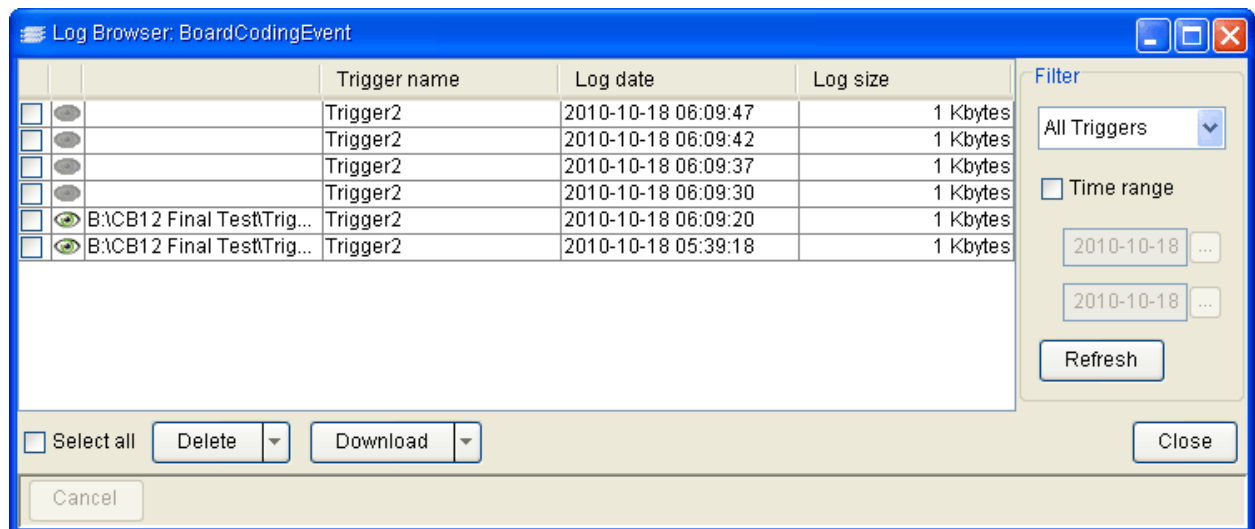 Log Browser: BoardCodingEvent
Trigger name Log date Log size
Trigger2 2010-10-18 06:09:47 1 Kbytes
Trigger2 2010-10-18 06:09:42 1 Kbytes
Trigger2 2010-10-18 06:09:37 1 Kbytes
Trigger2 2010-10-18 06:09:30 1 Kbytes
B:\CB12 Final Test\Trig... Trigger2 2010-10-18 06:09:20 1 Kbytes
B:\CB12 Final Test\Trig... Trigger2 2010-10-18 05:39:18 1 Kbytes
Filter
All Triggers
Time range
2010-10-18 ...
2010-10-18 ...
Refresh
Select all Delete Download Close
Cancel